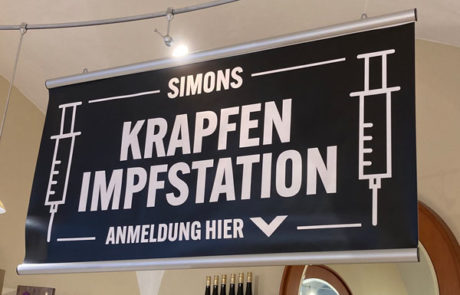 SIMONS
KRAPFEN
IMPFSTATION
ANMELDUNG HIER